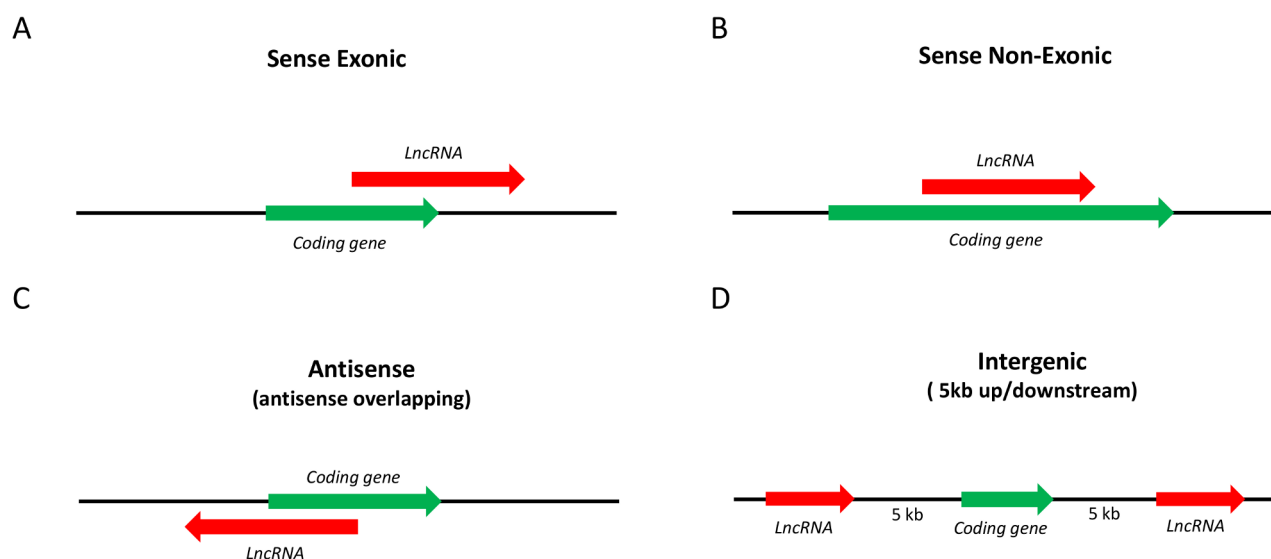 A
Sense Exonic
LncRNA
Coding gene
B
Sense Non-Exonic
LncRNA
Coding gene
C
Antisense
(antisense overlapping)
Coding gene
LncRNA
D
Intergenic
( 5kb up/downstream)
LncRNA
5 kb
Coding gene
5 kb
LncRNA